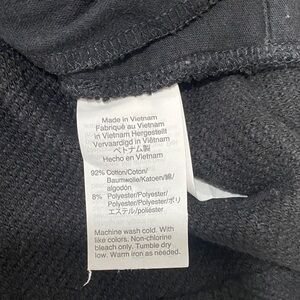 Made in Vietnam
Fabriqué au Vietnam
in Vietnam Hergestellt
Vervaardigd in Vietnam
ベトナム製
Hecho en Vietnam
92% Cotton/Coton/
Baumwolle/Katoen/綿/
algodón
8% Polyester/Polyester/
Polyester/Polyester/ポリ
エステル/poliéster
Machine wash cold. With
like colors. Non-chlorine
bleach only. Tumble dry
low. Warm iron as needed.